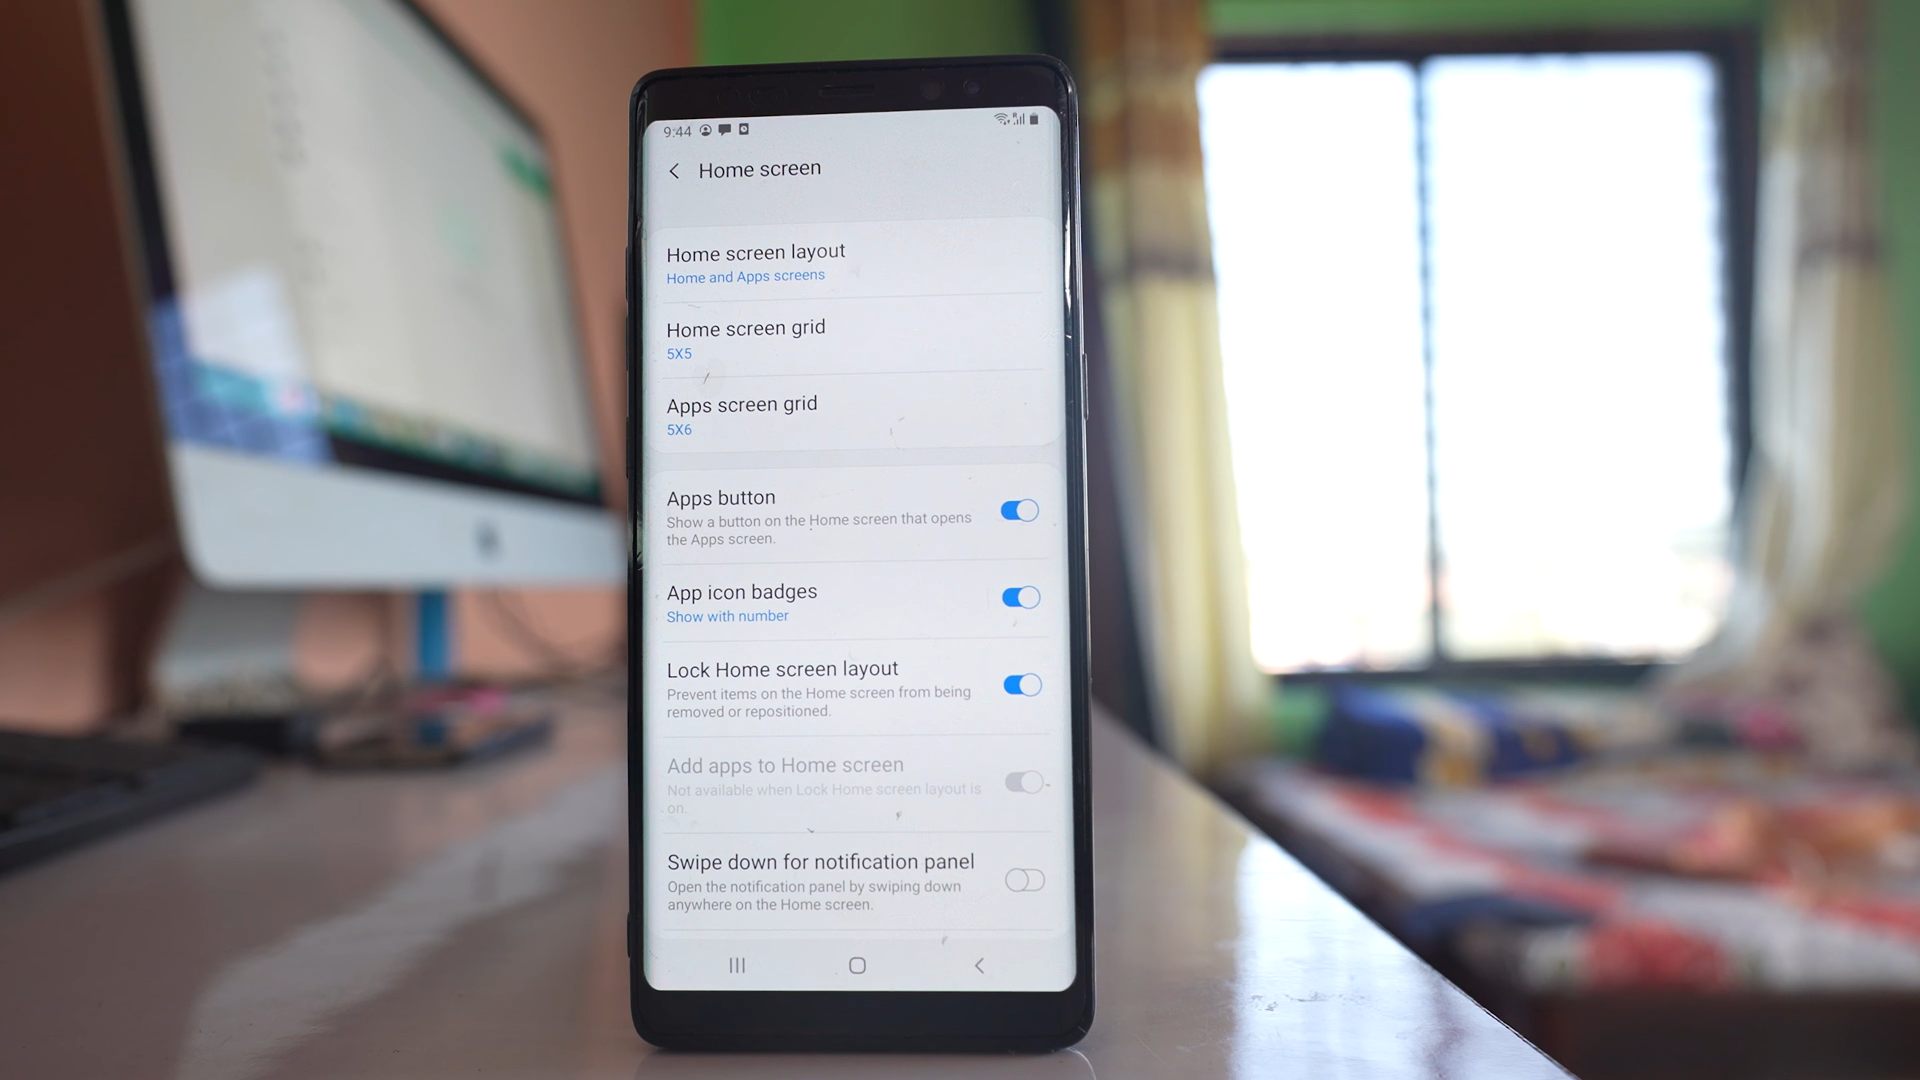 9:44
Home screen
Home screen layout
Home and Apps screens
Home screen grid
5X5
Apps screen grid
5X6
Apps button
Show a button on the Home screen that opens
the Apps screen.
App icon badges
Show with number
Lock Home screen layout
Prevent items on the Home screen from being
removed or repositioned.
Add apps to Home screen
Not available when Lock Home screen layout is
on.
Swipe down for notification panel
Open the notification panel by swiping down
anywhere on the Home screen.